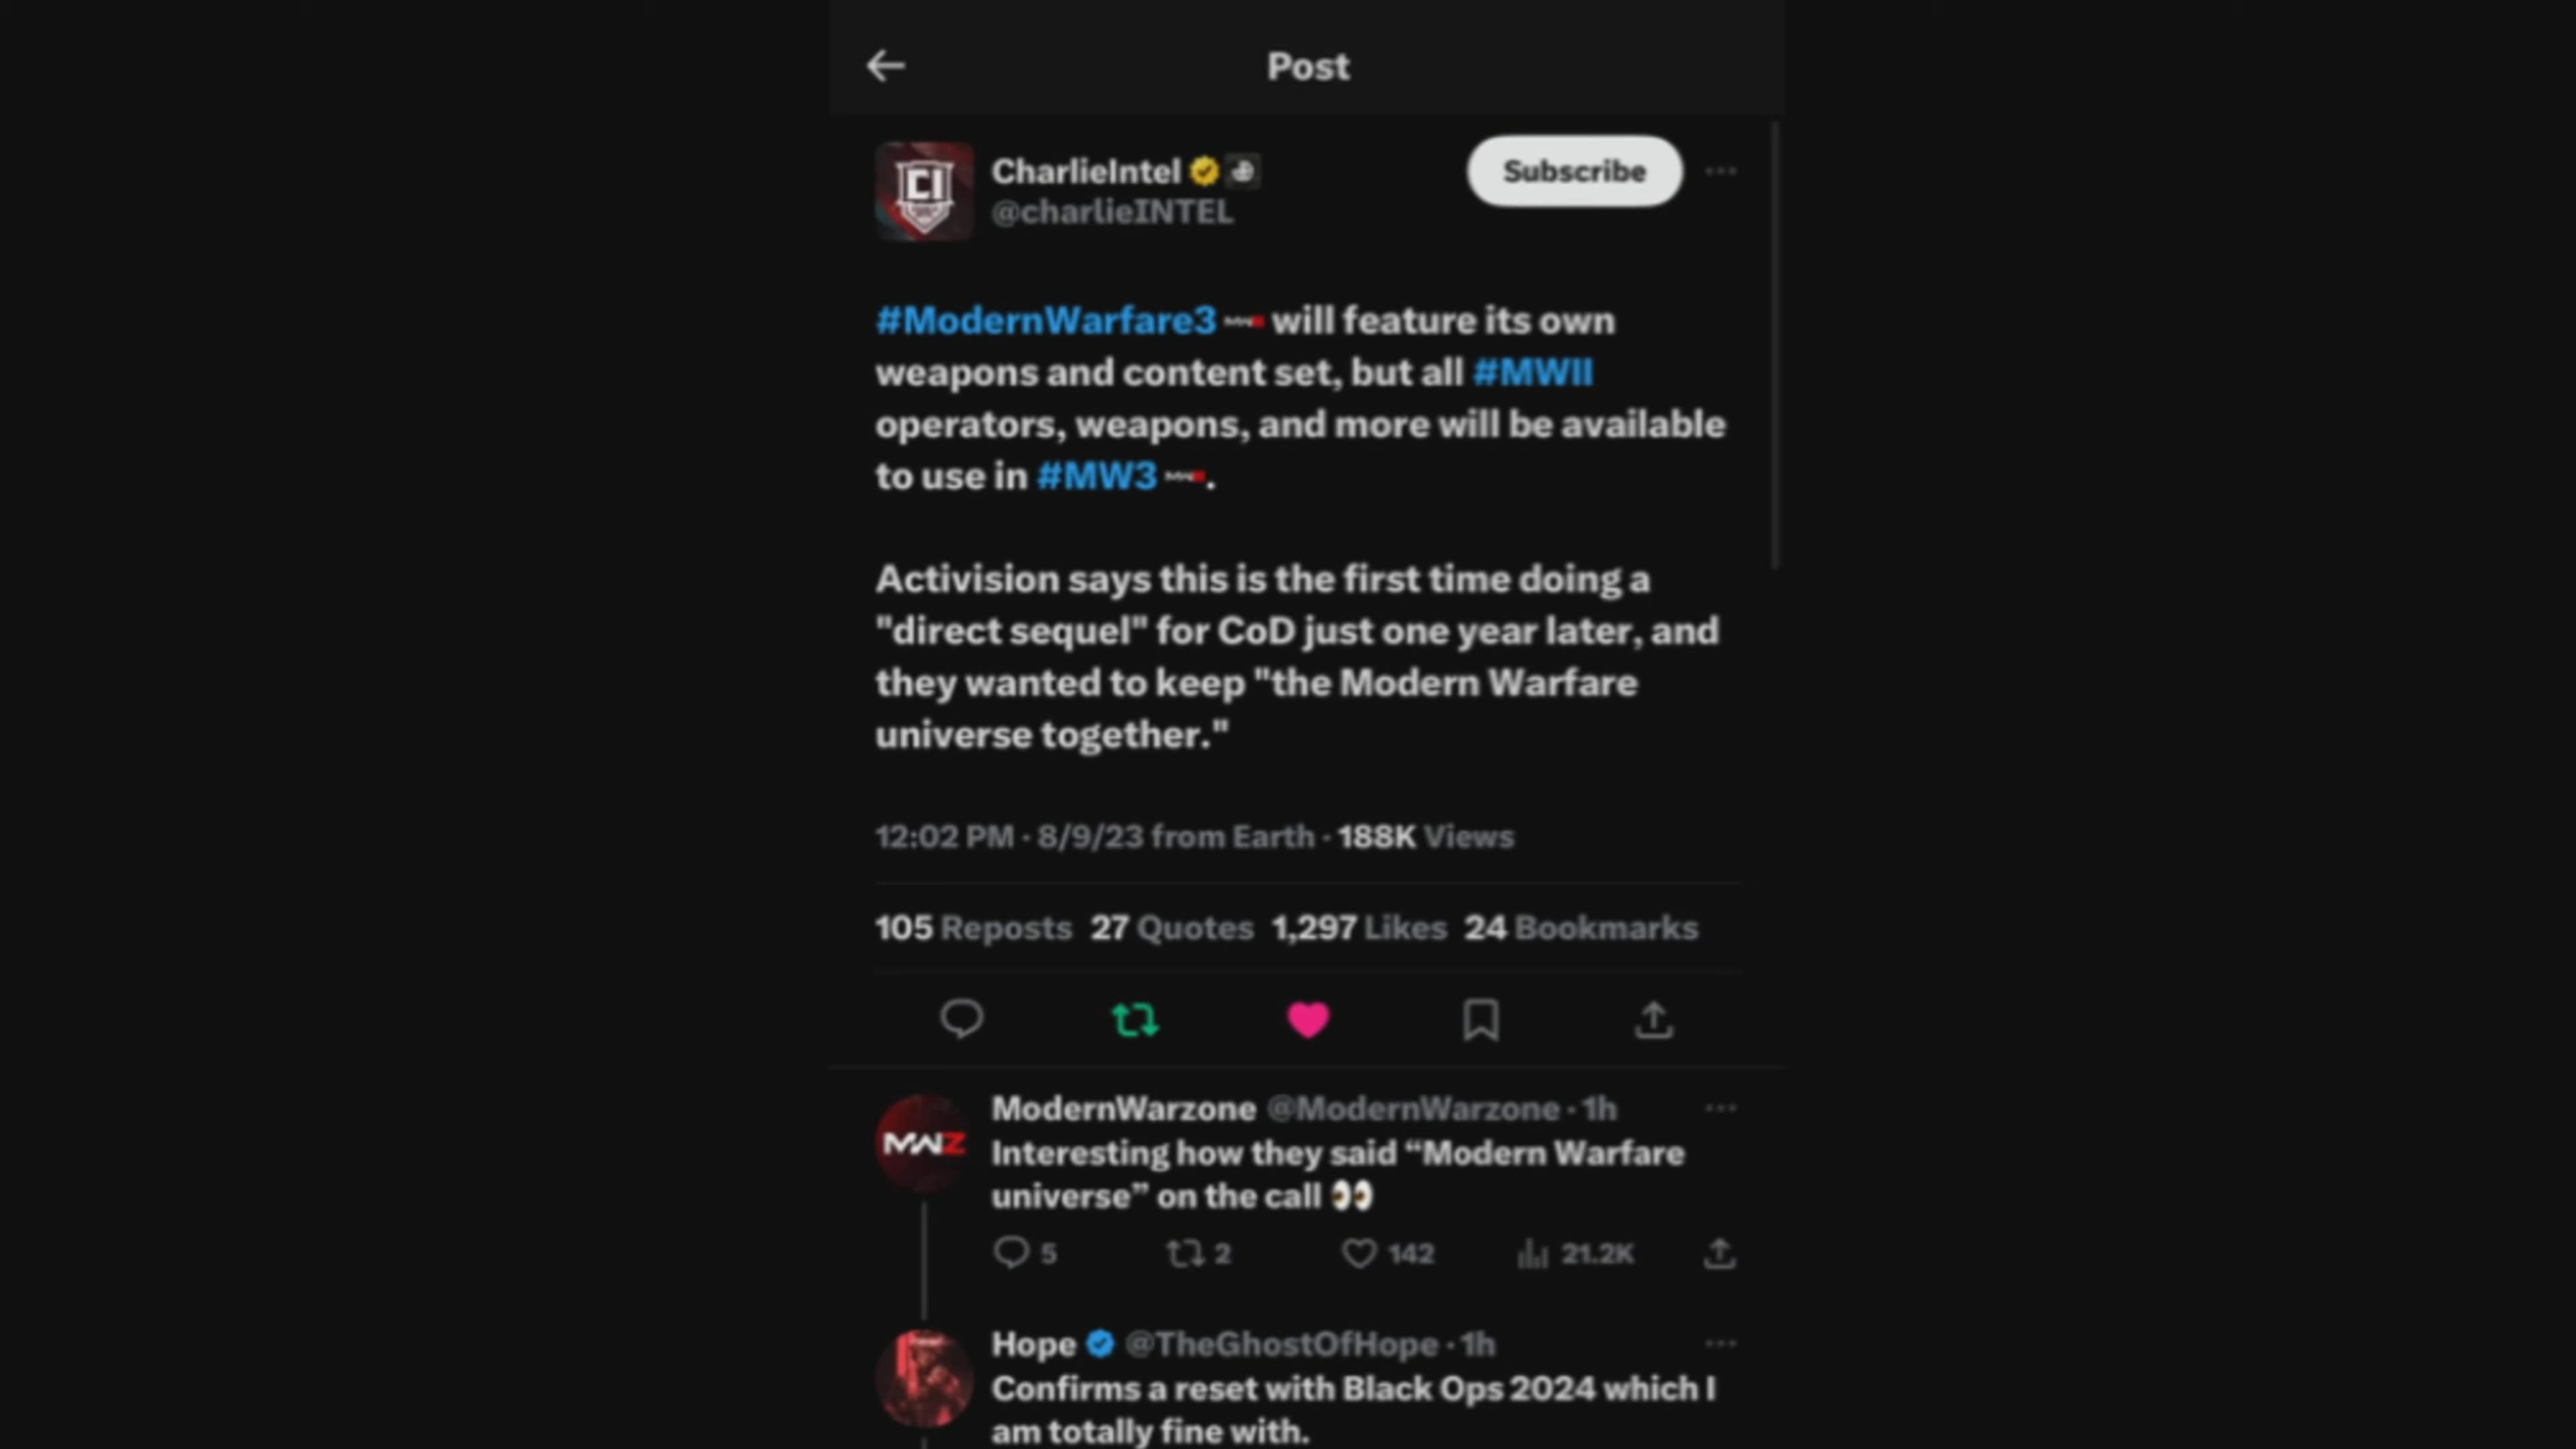 Post
CharlieIntel
Subscribe
@charlieINTEL
CI
#ModernWarfare3 will feature its own
weapons and content set, but all #MWII
operators, weapons, and more will be available
to use in #MW3 .
Activision says this is the first time doing a
"direct sequel" for CoD just one year later, and
they wanted to keep "the Modern Warfare
universe together."
12:02 PM · 8/9/23 from Earth · 188K Views
105 Reposts 27 Quotes 1,297 Likes 24 Bookmarks
ModernWarzone @ModernWarzone · 1h
MWZ
Interesting how they said “Modern Warfare
universe” on the call 👀
5 2 142 21.2K
Hope @TheGhostOfHope · 1h
Confirms a reset with Black Ops 2024 which I
am totally fine with.